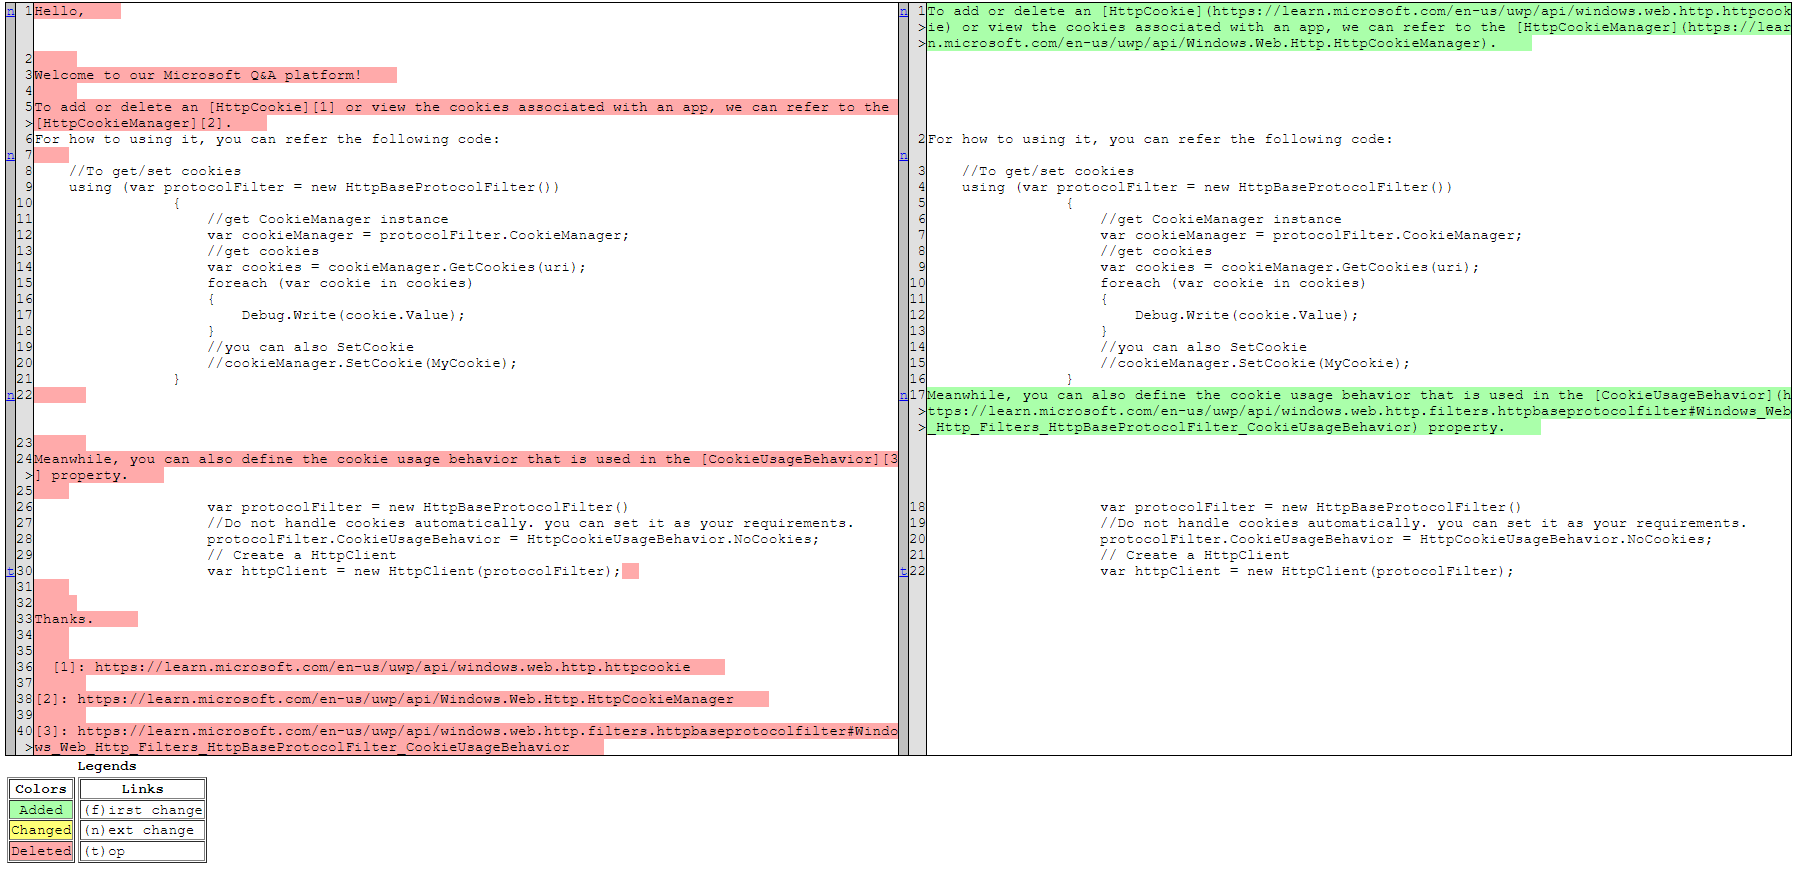 n 1 Hello,
2
3 Welcome to our Microsoft Q&A platform!
4
5 To add or delete an [HttpCookie][1] or view the cookies associated with an app, we can refer to the
> [HttpCookieManager][2].
6 For how to using it, you can refer the following code:
n 7
8 //To get/set cookies
9 using (var protocolFilter = new HttpBaseProtocolFilter())
10 {
11 //get CookieManager instance
12 var cookieManager = protocolFilter.CookieManager;
13 //get cookies
14 var cookies = cookieManager.GetCookies(uri);
15 foreach (var cookie in cookies)
16 {
17 Debug.Write(cookie.Value);
18 }
19 //you can also SetCookie
20 //cookieManager.SetCookie(MyCookie);
21 }
n 22
23
24 Meanwhile, you can also define the cookie usage behavior that is used in the [CookieUsageBehavior][3
> ] property.
25
26 var protocolFilter = new HttpBaseProtocolFilter()
27 //Do not handle cookies automatically. you can set it as your requirements.
28 protocolFilter.CookieUsageBehavior = HttpCookieUsageBehavior.NoCookies;
29 // Create a HttpClient
t 30 var httpClient = new HttpClient(protocolFilter);
31
32
33 Thanks.
34
35
36 [1]: https://learn.microsoft.com/en-us/uwp/api/windows.web.http.httpcookie
37
38 [2]: https://learn.microsoft.com/en-us/uwp/api/Windows.Web.Http.HttpCookieManager
39
40 [3]: https://learn.microsoft.com/en-us/uwp/api/windows.web.http.filters.httpbaseprotocolfilter#Windo
> ws_Web_Http_Filters_HttpBaseProtocolFilter_CookieUsageBehavior
n 1 To add or delete an [HttpCookie](https://learn.microsoft.com/en-us/uwp/api/windows.web.http.httpcook
> ie) or view the cookies associated with an app, we can refer to the [HttpCookieManager](https://lear
> n.microsoft.com/en-us/uwp/api/Windows.Web.Http.HttpCookieManager).
2 For how to using it, you can refer the following code:
n
3 //To get/set cookies
4 using (var protocolFilter = new HttpBaseProtocolFilter())
5 {
6 //get CookieManager instance
7 var cookieManager = protocolFilter.CookieManager;
8 //get cookies
9 var cookies = cookieManager.GetCookies(uri);
10 foreach (var cookie in cookies)
11 {
12 Debug.Write(cookie.Value);
13 }
14 //you can also SetCookie
15 //cookieManager.SetCookie(MyCookie);
16 }
n 17 Meanwhile, you can also define the cookie usage behavior that is used in the [CookieUsageBehavior](h
> ttps://learn.microsoft.com/en-us/uwp/api/windows.web.http.filters.httpbaseprotocolfilter#Windows_Web
> _Http_Filters_HttpBaseProtocolFilter_CookieUsageBehavior) property.
18 var protocolFilter = new HttpBaseProtocolFilter()
19 //Do not handle cookies automatically. you can set it as your requirements.
20 protocolFilter.CookieUsageBehavior = HttpCookieUsageBehavior.NoCookies;
21 // Create a HttpClient
t 22 var httpClient = new HttpClient(protocolFilter);
Legends
Colors Links
Added (f)irst change
Changed (n)ext change
Deleted (t)op